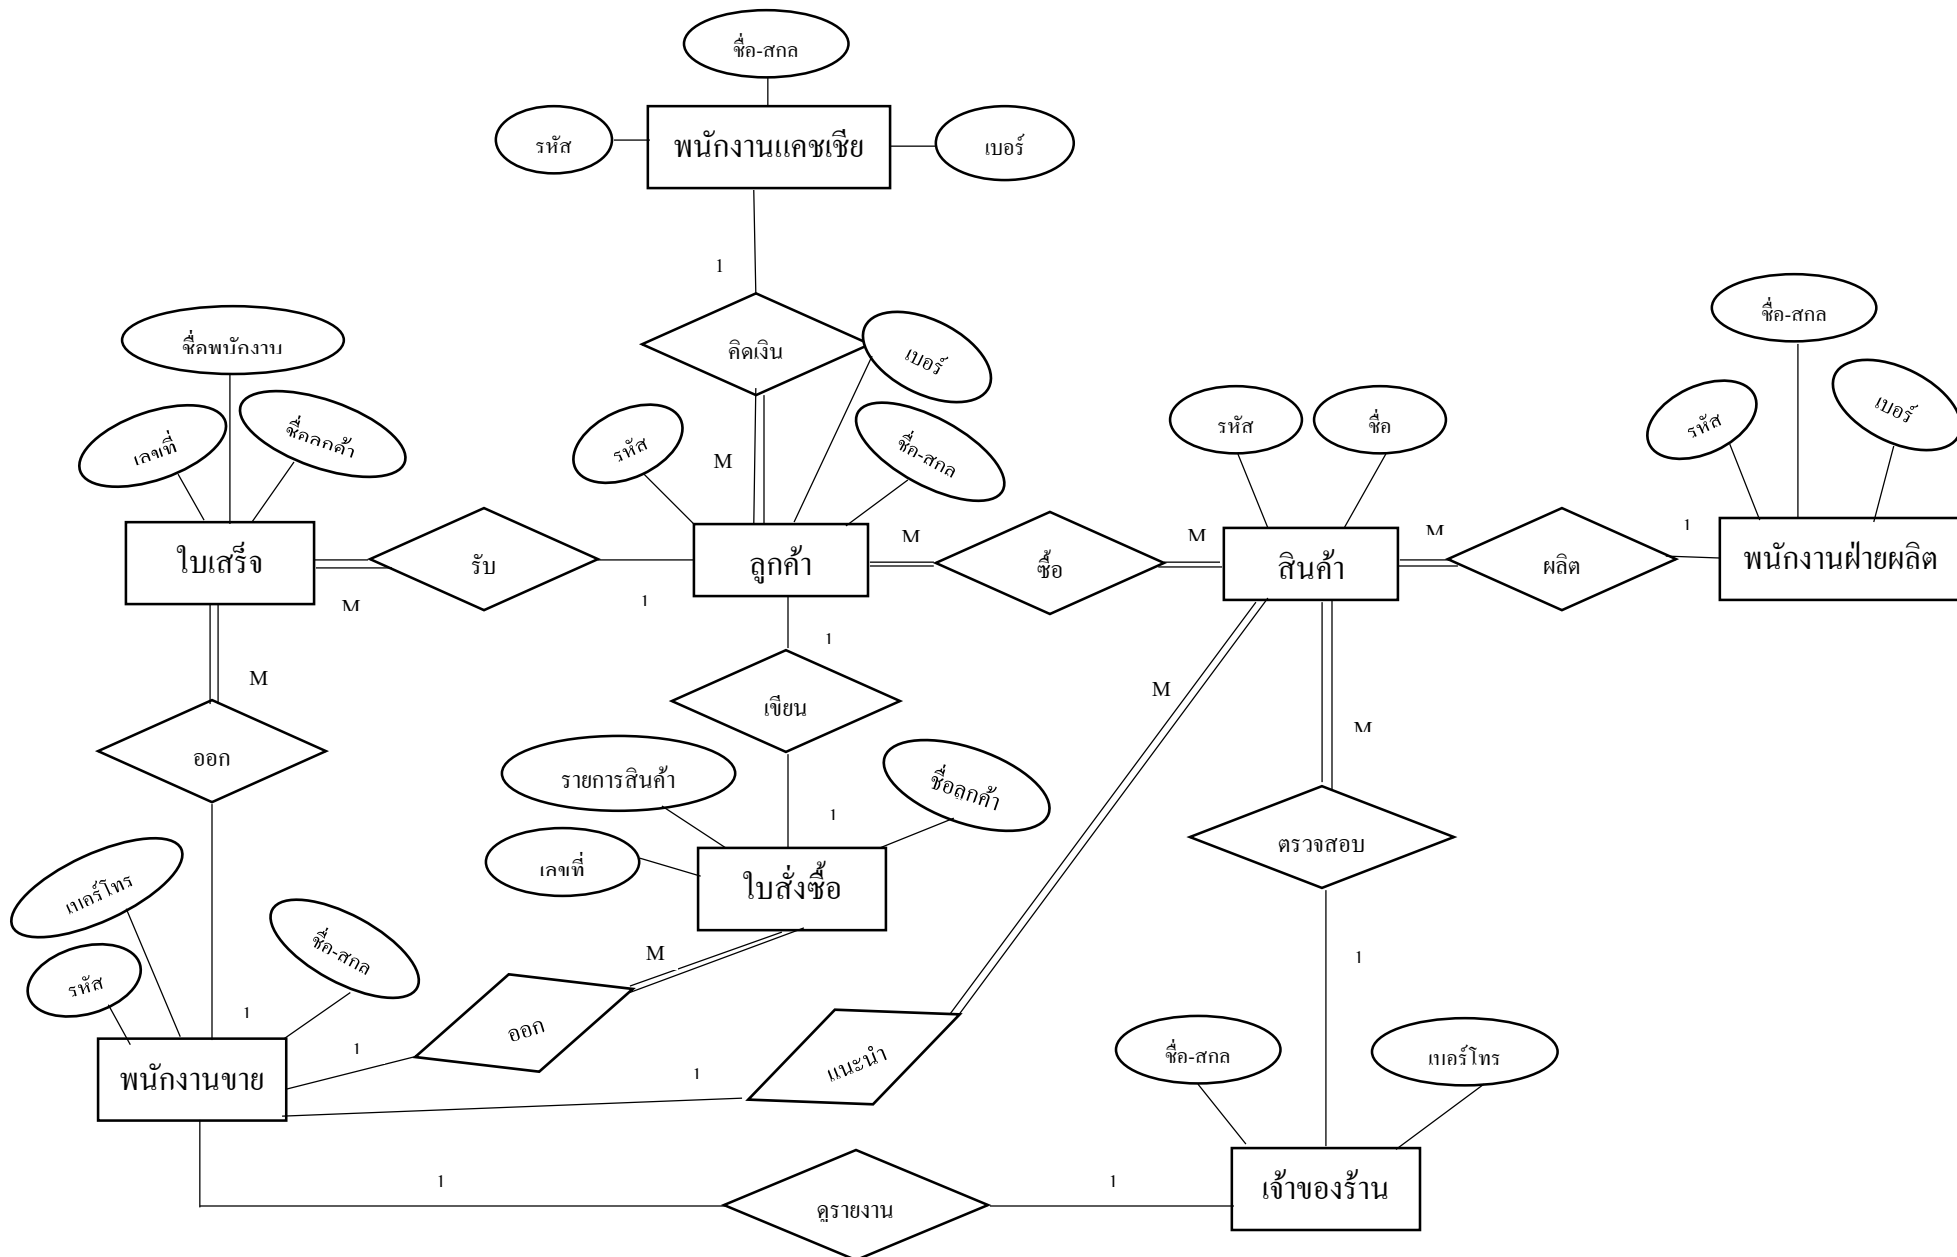 ชื่อ-สกล
รหัส
พนักงานแคชเชีย
เบอร์
1
ชื่อ-สกล
ชื่อพนักงาน
คิดเงิน
เบอร์
รหัส
ชื่อ
รหัส
เบอร์
เลขที่
ชื่อลกค้า
รหัส
M
ชื่อ-สกล
M
M
M
1
ใบเสร็จ
รับ
ลูกค้า
ซื้อ
สินค้า
ผลิต
พนักงานฝ่ายผลิต
M
1
1
M
M
M
เขียน
ออก
รายการสินค้า
ชื่อลูกค้า
1
ตรวจสอบ
เลขที่
ใบสั่งซื้อ
เบอร์โทร
ชื่อ-สกล
M
1
รหัส
1
ออก
1
แนะนำ
1
ชื่อ-สกล
เบอร์โทร
พนักงานขาย
1
1
เจ้าของร้าน
ดูรายงาน